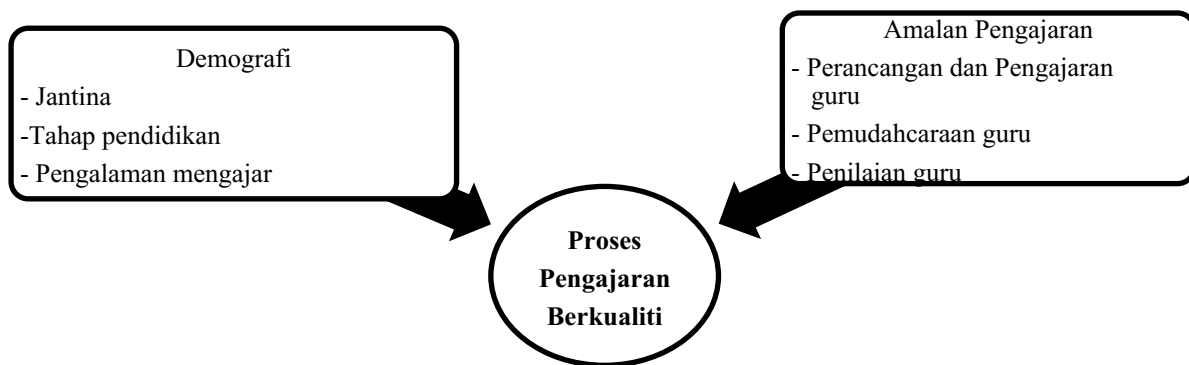 Demografi
- Jantina
-Tahap pendidikan
- Pengalaman mengajar
Amalan Pengajaran
- Perancangan dan Pengajaran
guru
- Pemudahcaraan guru
- Penilaian guru
Proses
Pengajaran
Berkualiti